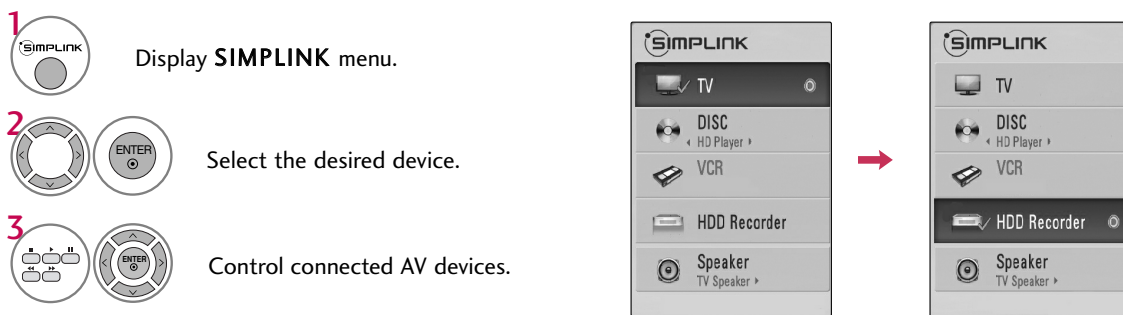 1
SIMPLINK
Display SIMPLINK menu.
2
ENTER
Select the desired device.
3
ENTER
Control connected AV devices.
SIMPLINK
TV
DISC
HD Player
VCR
HDD Recorder
Speaker
TV Speaker
SIMPLINK
TV
DISC
HD Player
VCR
HDD Recorder
Speaker
TV Speaker